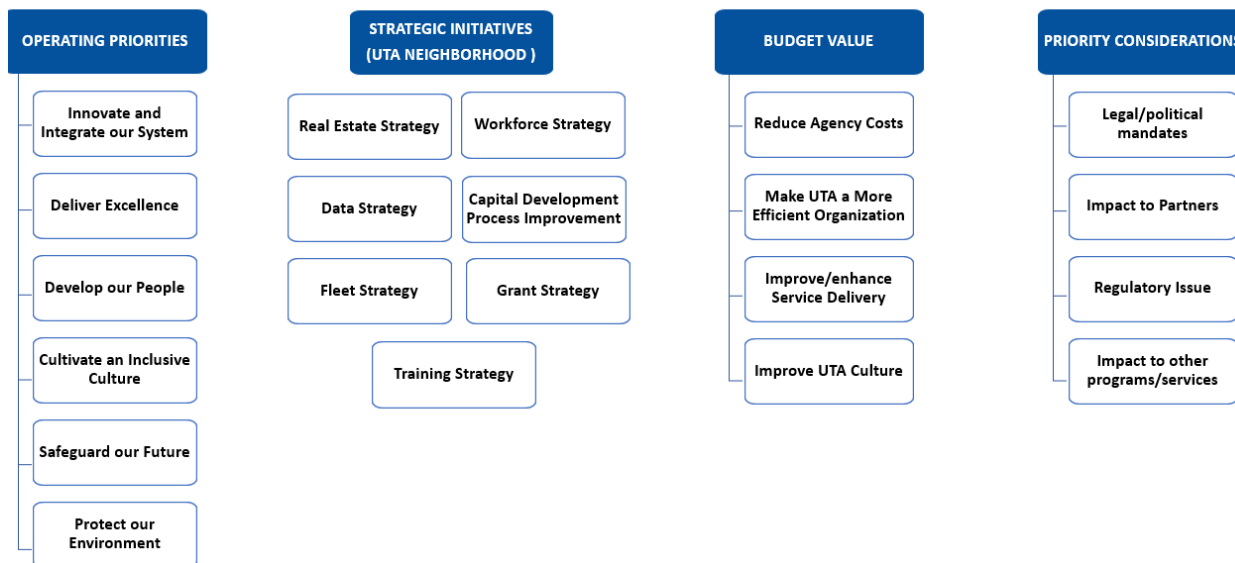 OPERATING PRIORITIES
Innovate and
Integrate our System
Deliver Excellence
Develop our People
Cultivate an Inclusive
Culture
Safeguard our Future
Protect our
Environment
STRATEGIC INITIATIVES
(UTA NEIGHBORHOOD )
Real Estate Strategy
Workforce Strategy
Data Strategy
Capital Development
Process Improvement
Fleet Strategy
Grant Strategy
Training Strategy
BUDGET VALUE
Reduce Agency Costs
Make UTA a More
Efficient Organization
Improve/enhance
Service Delivery
Improve UTA Culture
PRIORITY CONSIDERATIONS
Legal/political
mandates
Impact to Partners
Regulatory Issue
Impact to other
programs/services